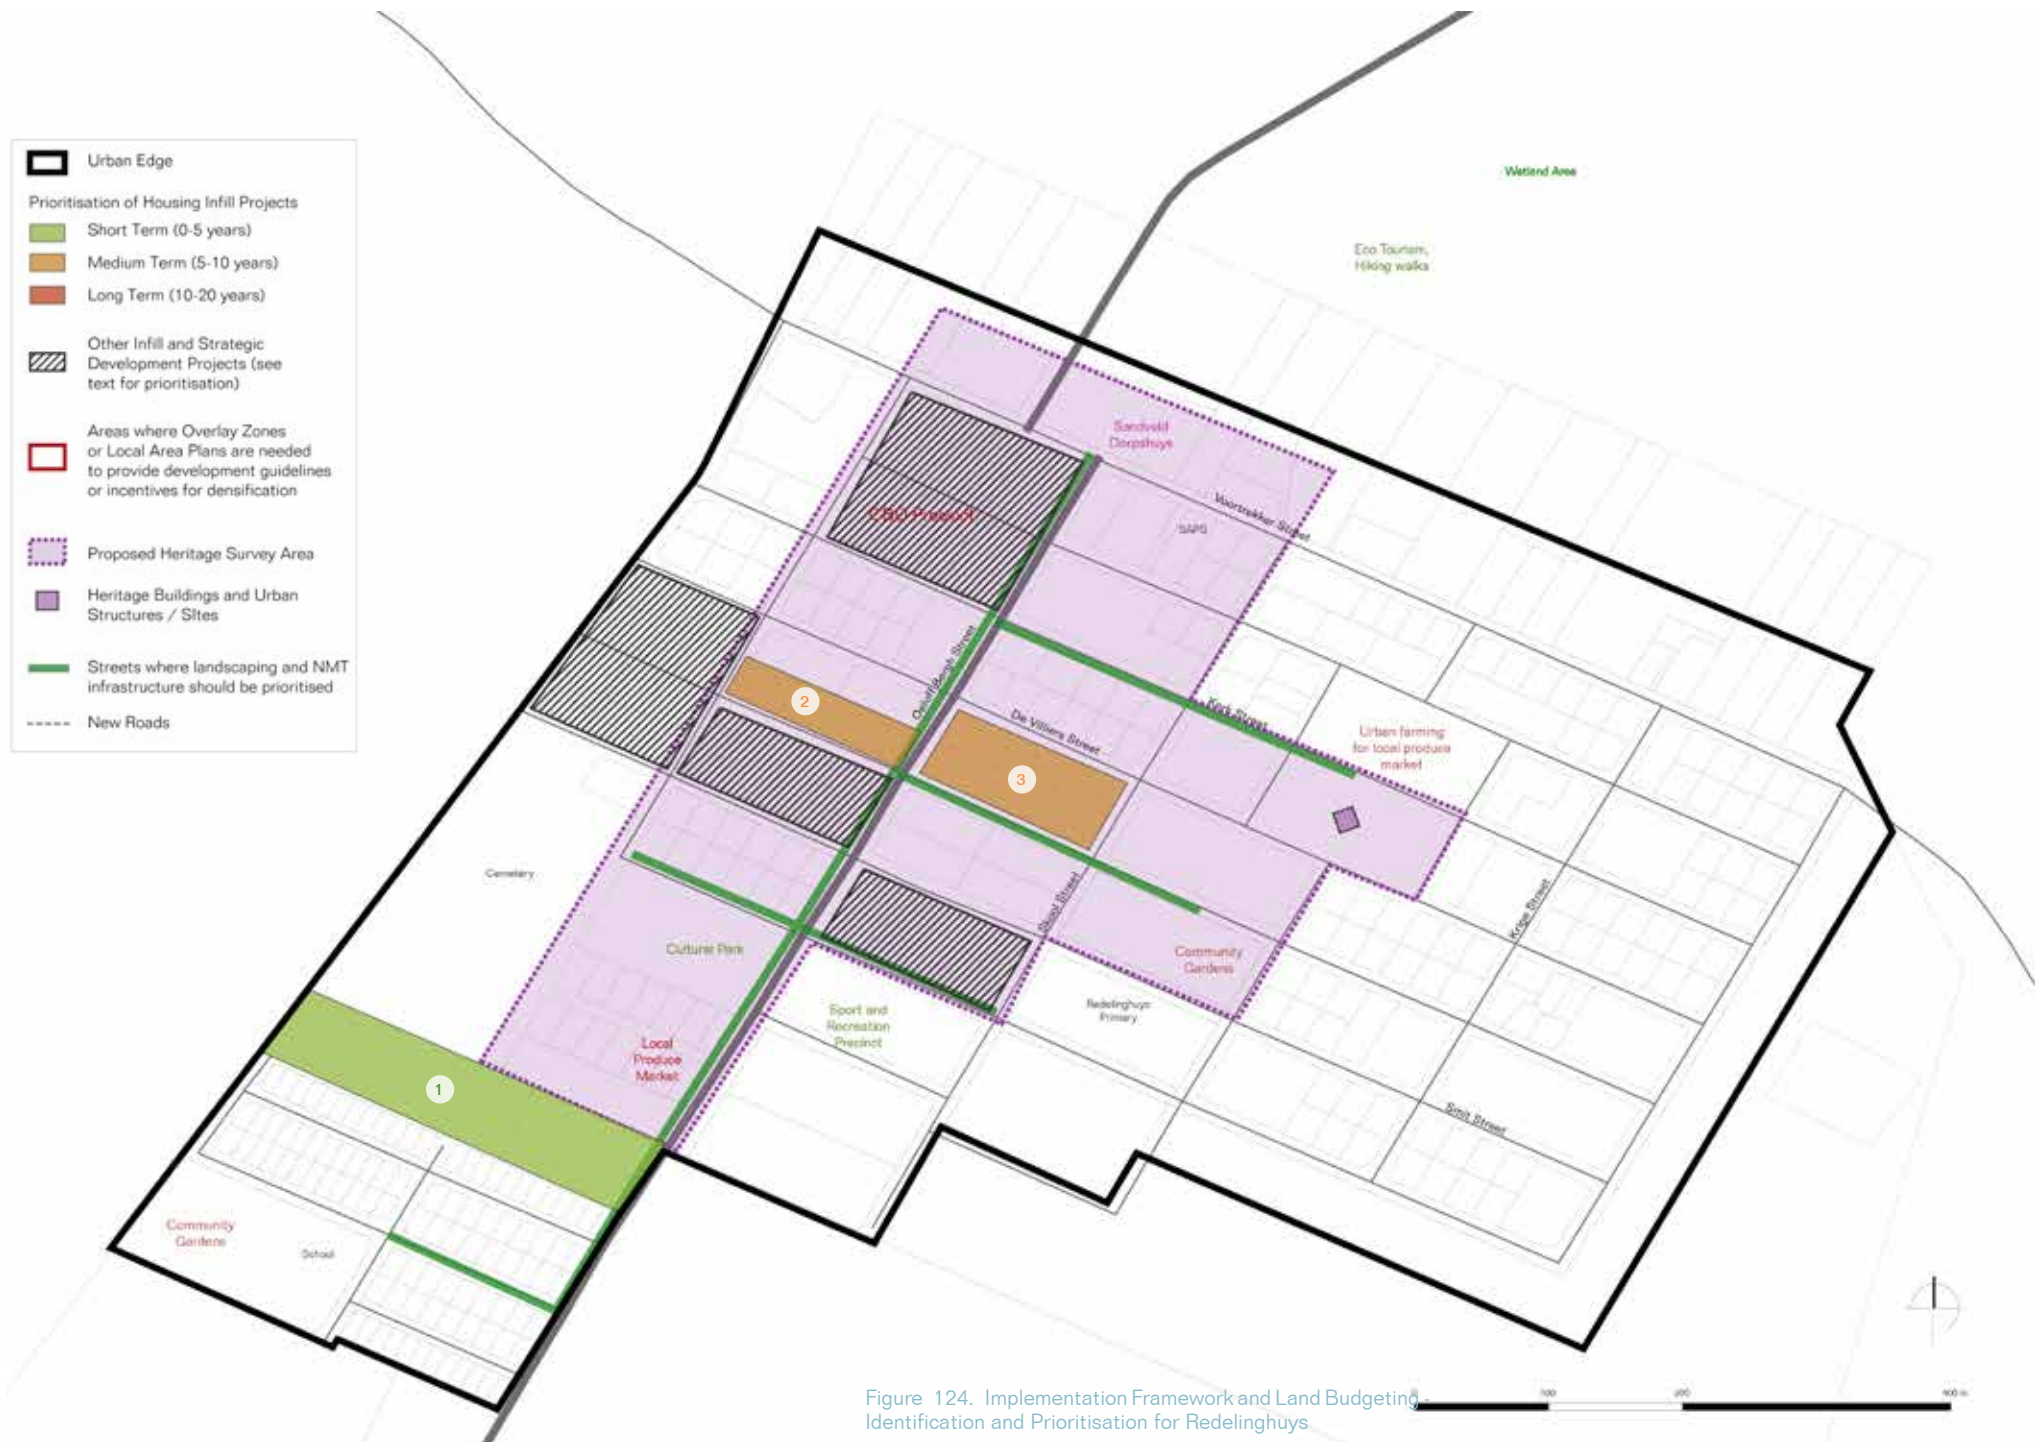 Urban Edge
Prioritisation of Housing Infill Projects
Short Term (0-5 years)
Medium Term (5-10 years)
Long Term (10-20 years)
Other Infill and Strategic
Development Projects (see
text for prioritisation)
Areas where Overlay Zones
or Local Area Plans are needed
to provide development guidelines
or incentives for densification
Proposed Heritage Survey Area
Heritage Buildings and Urban
Structures / SItes
Streets where landscaping and NMT
infrastructure should be prioritised
New Roads
Wetland Area
Eco Tourism,
Hiking walks
Sandveld
Dorpshuys
Voortrekker Street
SAPS
CBD Precinct
Street
De Villiers Street
Kerk Street
Urban farming
for local produce
market
2
3
Cemetery
Skool Street
Krige Street
Cultural Park
Community
Gardens
Redelinghuys
Primary
Sport and
Recreation
Precinct
Local
Produce
Market
1
Smit Street
Community
Gardens
School
100
200
400 m
Figure 124. Implementation Framework and Land Budgeting -
Identification and Prioritisation for Redelinghuys